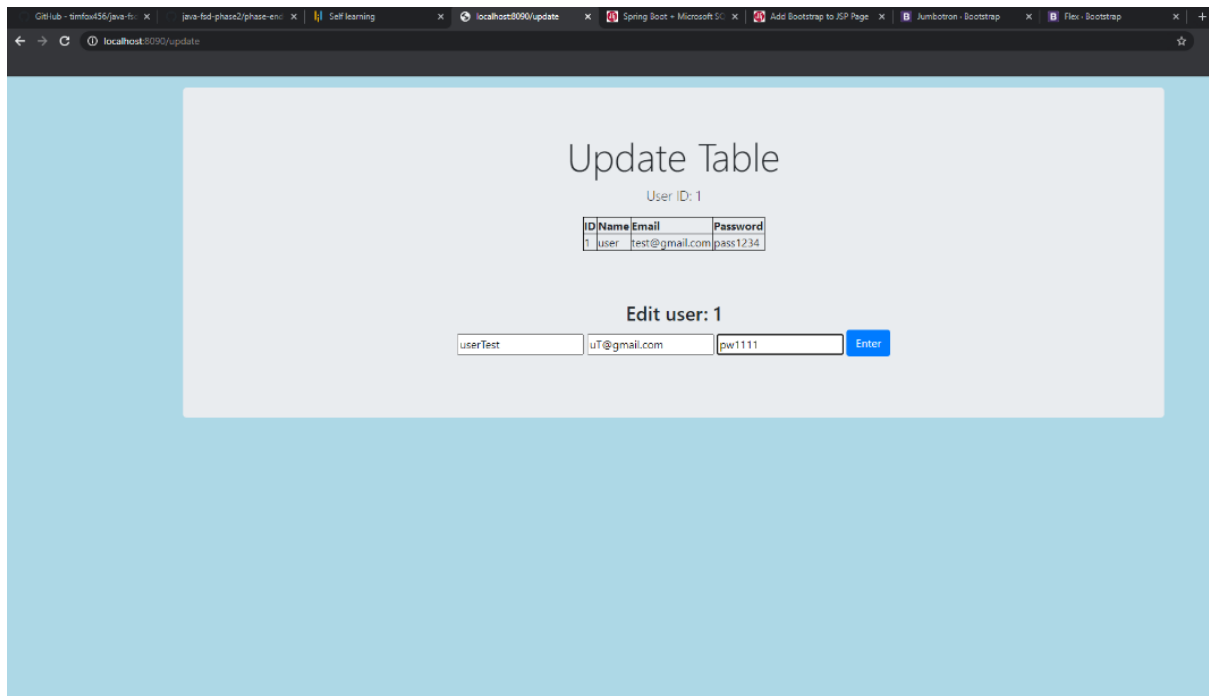 GitHub - timfox456/java-fsd
java-fsd-phase2/phase-end
Self learning
localhost:8090/update
Spring Boot + Microsoft SQ
Add Bootstrap to JSP Page
Jumbotron · Bootstrap
Flex · Bootstrap
localhost:8090/update
Update Table
User ID: 1
ID Name Email Password
1 user test@gmail.com pass1234
Edit user: 1
userTest uT@gmail.com pw1111 Enter